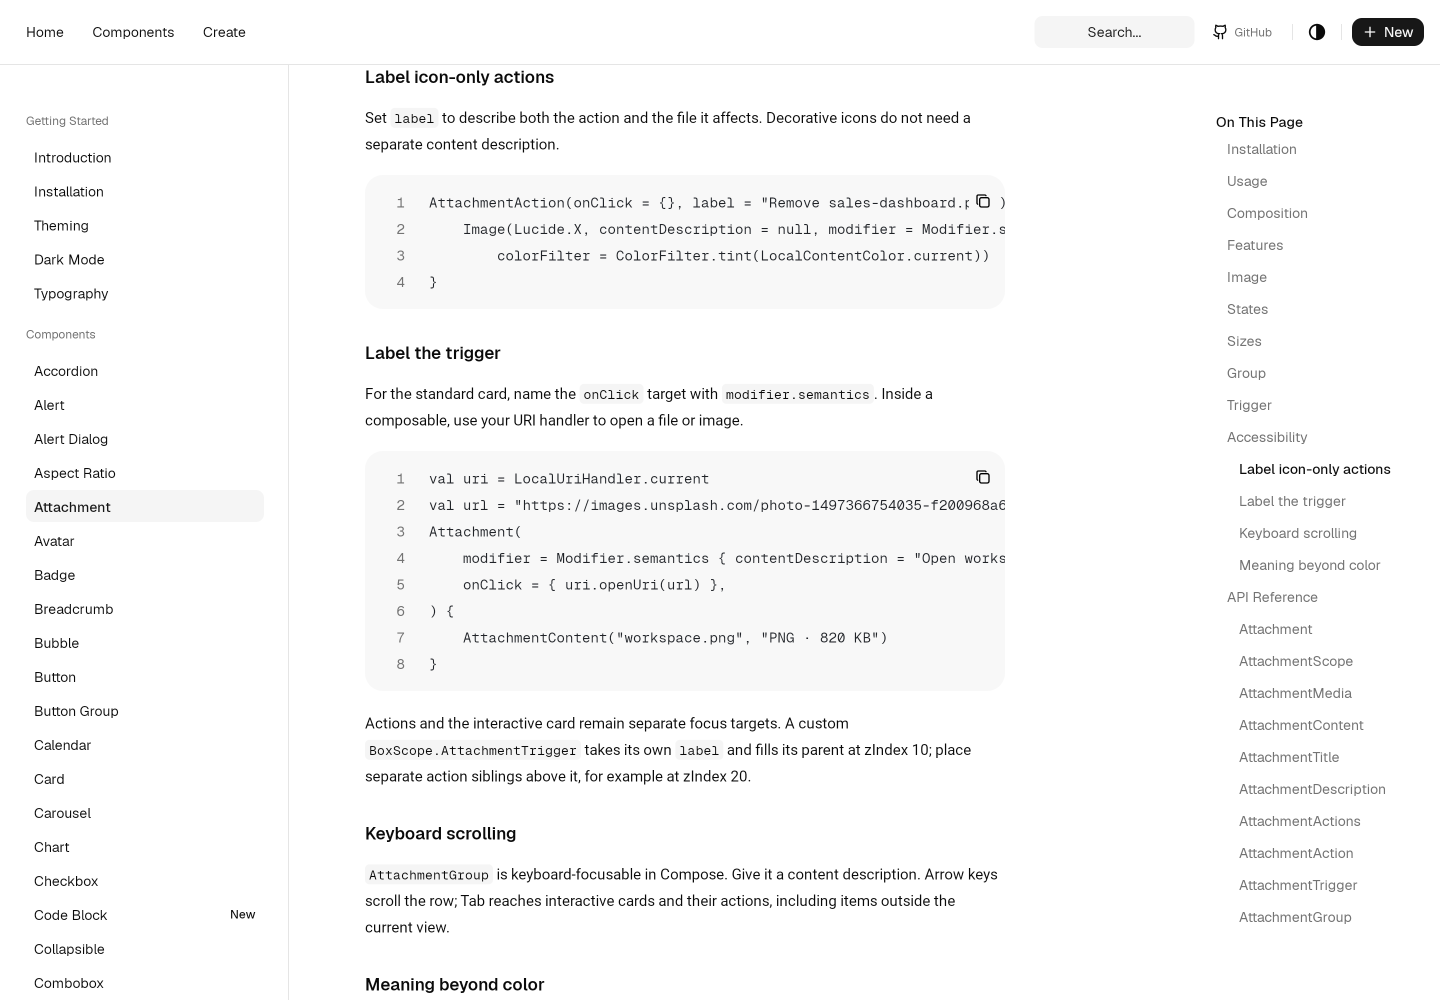 Home
Components
Create
Search...
GitHub
New
Getting Started
Introduction
Installation
Theming
Dark Mode
Typography
Components
Accordion
Alert
Alert Dialog
Aspect Ratio
Attachment
Avatar
Badge
Breadcrumb
Bubble
Button
Button Group
Calendar
Card
Carousel
Chart
Checkbox
Code Block New
Collapsible
Combobox
Label icon-only actions
Set label to describe both the action and the file it affects. Decorative icons do not need a
separate content description.
1 AttachmentAction(onClick = {}, label = "Remove sales-dashboard.p )
2 Image(Lucide.X, contentDescription = null, modifier = Modifier.s
3 colorFilter = ColorFilter.tint(LocalContentColor.current))
4 }
Label the trigger
For the standard card, name the onClick target with modifier.semantics. Inside a
composable, use your URI handler to open a file or image.
1 val uri = LocalUriHandler.current
2 val url = "https://images.unsplash.com/photo-1497366754035-f200968a6
3 Attachment(
4 modifier = Modifier.semantics { contentDescription = "Open works
5 onClick = { uri.openUri(url) },
6 ) {
7 AttachmentContent("workspace.png", "PNG · 820 KB")
8 }
Actions and the interactive card remain separate focus targets. A custom
BoxScope.AttachmentTrigger takes its own label and fills its parent at zIndex 10; place
separate action siblings above it, for example at zIndex 20.
Keyboard scrolling
AttachmentGroup is keyboard-focusable in Compose. Give it a content description. Arrow keys
scroll the row; Tab reaches interactive cards and their actions, including items outside the
current view.
Meaning beyond color
On This Page
Installation
Usage
Composition
Features
Image
States
Sizes
Group
Trigger
Accessibility
Label icon-only actions
Label the trigger
Keyboard scrolling
Meaning beyond color
API Reference
Attachment
AttachmentScope
AttachmentMedia
AttachmentContent
AttachmentTitle
AttachmentDescription
AttachmentActions
AttachmentAction
AttachmentTrigger
AttachmentGroup